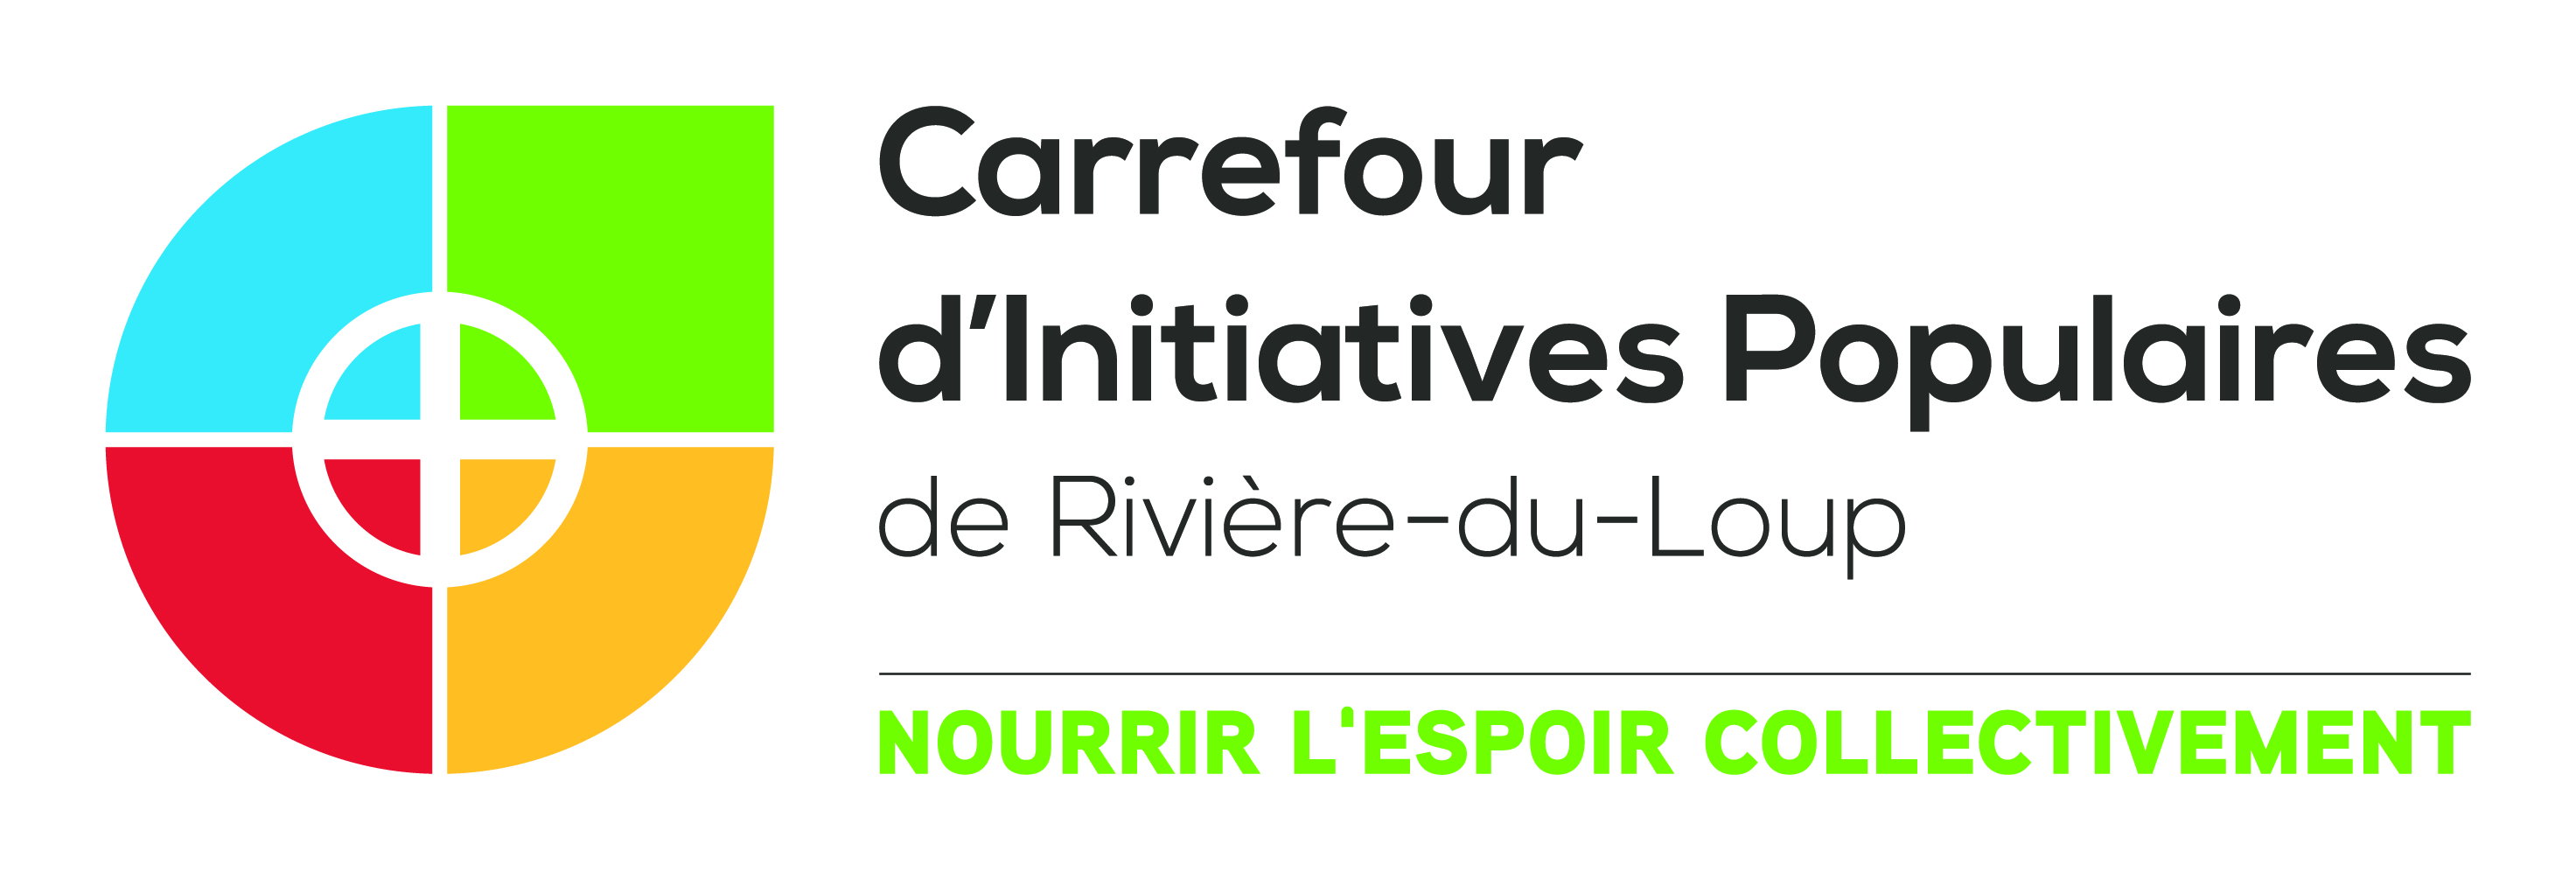 Carrefour
d’Initiatives Populaires
de Rivière-du-Loup
NOURRIR L'ESPOIR COLLECTIVEMENT